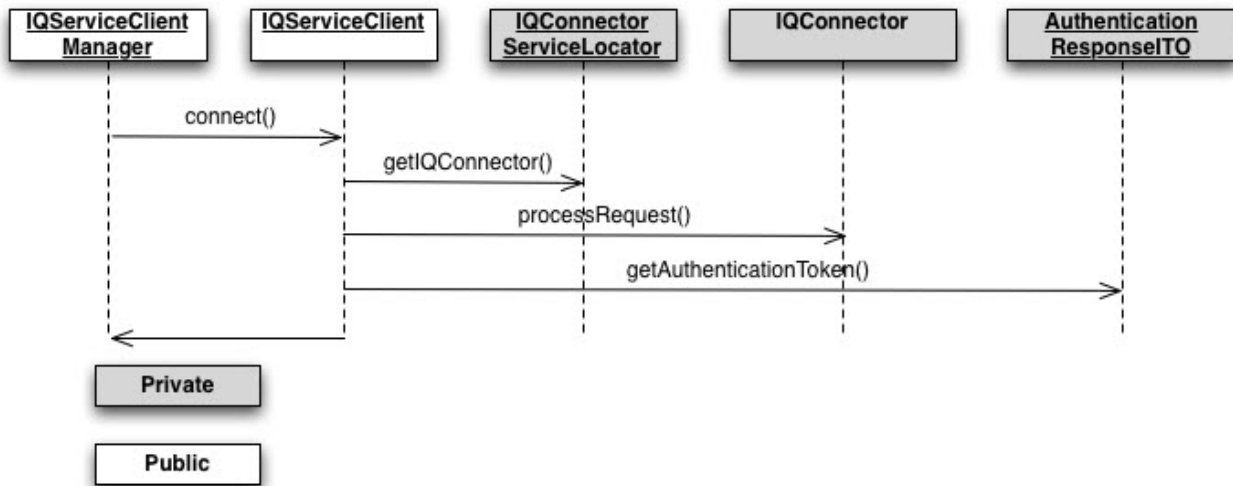 IQServiceClient
Manager
IQServiceClient
IQConnector
ServiceLocator
IQConnector
Authentication
ResponseITO
connect()
getIQConnector()
processRequest()
getAuthenticationToken()
Private
Public